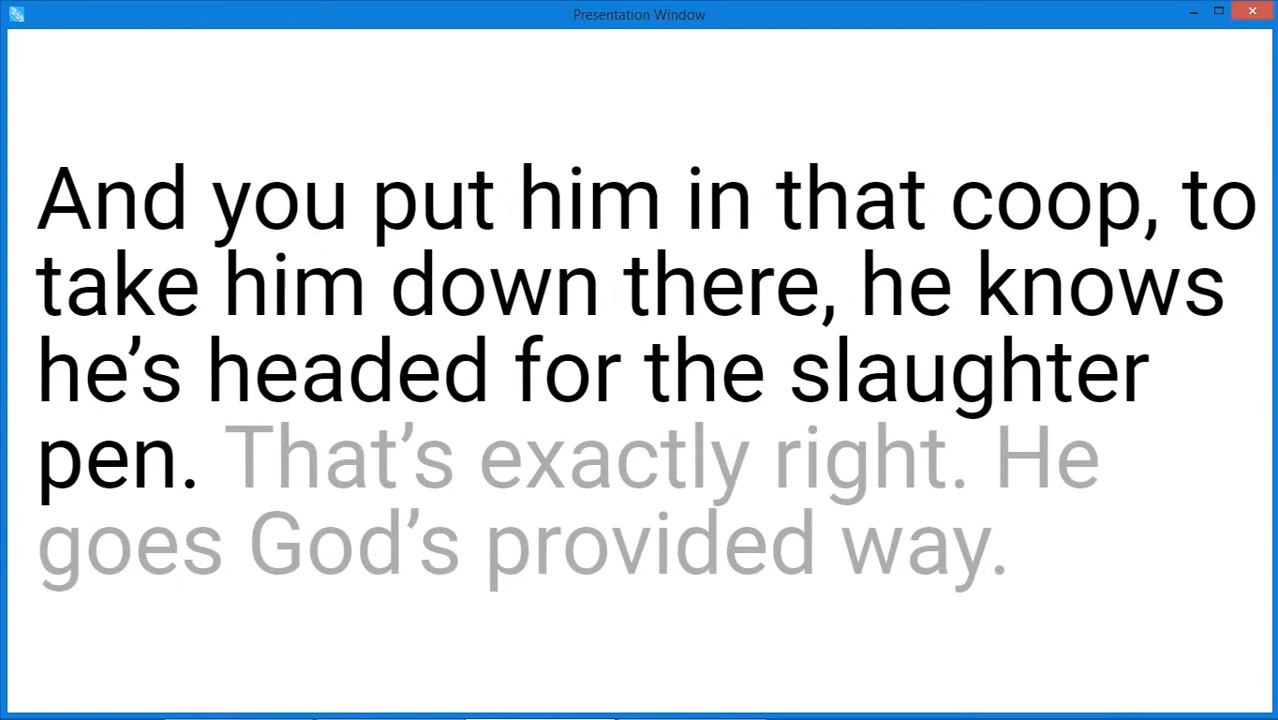 Presentation Window
And you put him in that coop, to
take him down there, he knows
he’s headed for the slaughter
pen. That’s exactly right. He
goes God’s provided way.